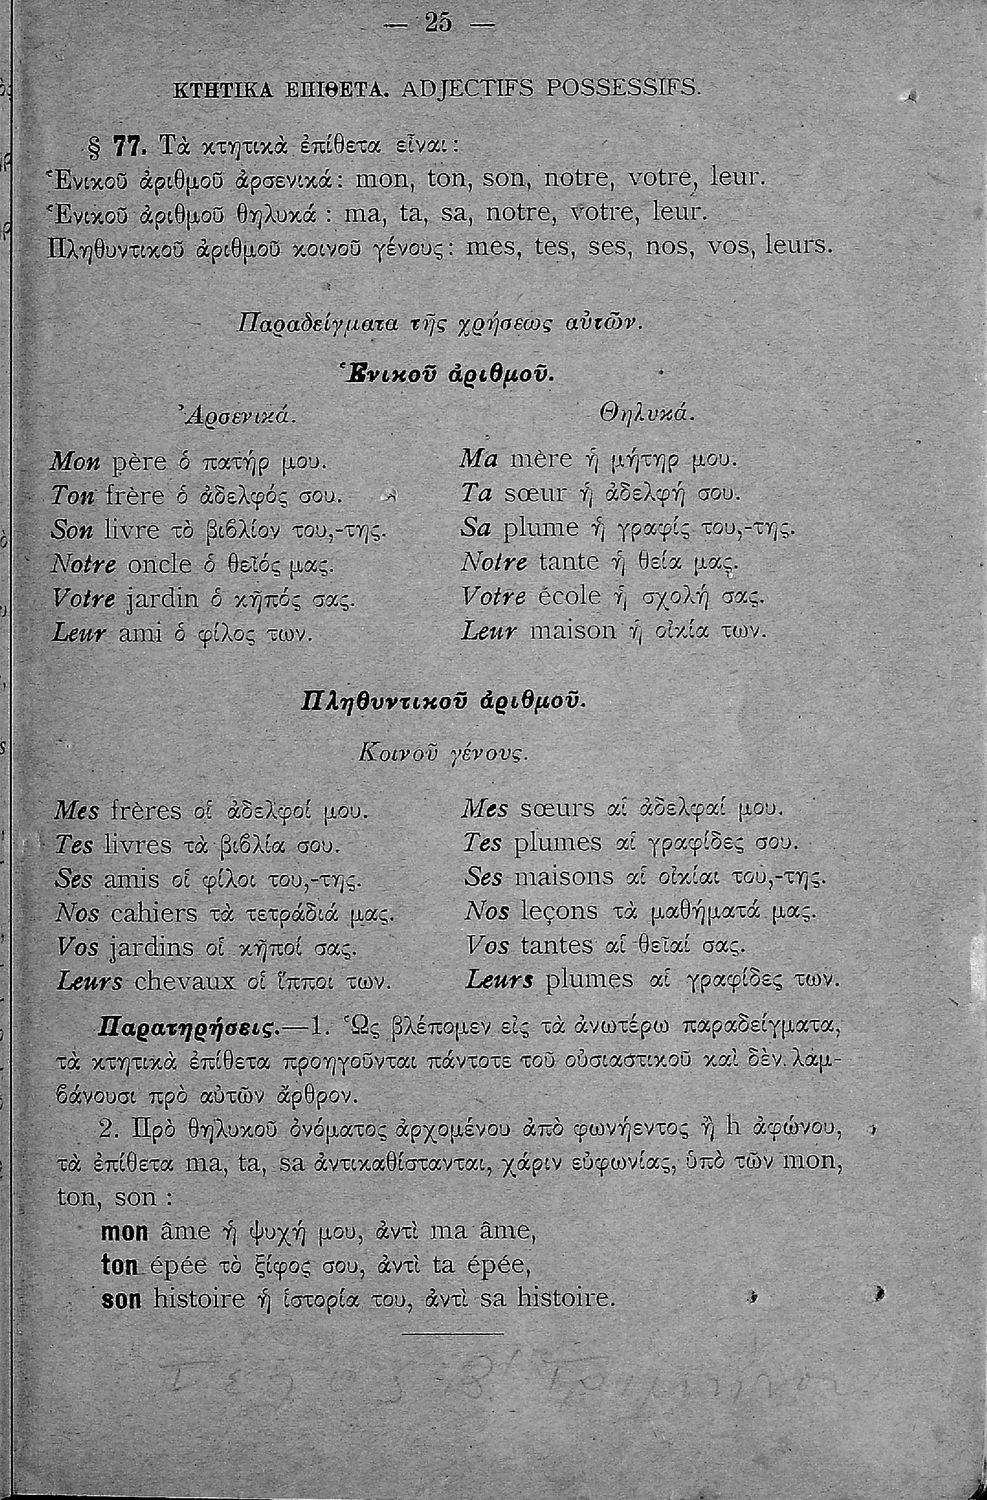 — 25 —
ΚΤΗΤΙΚΑ ΕΠΙΘΕΤΑ. ADJECTIFS POSSESSIFS.
§ 77. Τὰ κτητικὰ ἐπίθετα εἶναι :
Ἑνικοῦ ἀριθμοῦ ἀρσενικά : mon, ton, son, notre, votre, leur.
Ἑνικοῦ ἀριθμοῦ θηλυκά : ma, ta, sa, notre, votre, leur.
Πληθυντικοῦ ἀριθμοῦ κοινοῦ γένους : mes, tes, ses, nos, vos, leurs.
Παραδείγματα τῆς χρήσεως αὐτῶν.
Ἑνικοῦ ἀριθμοῦ.
Ἀρσενικά.
Mon père ὁ πατήρ μου.
Ton frère ὁ ἀδελφός σου.
Son livre τὸ βιβλίον του,-της.
Notre oncle ὁ θεῖός μας.
Votre jardin ὁ κῆπός σας.
Leur ami ὁ φίλος των.
Θηλυκά.
Ma mère ἡ μήτηρ μου.
Ta sœur ἡ ἀδελφή σου.
Sa plume ἡ γραφίς του,-της.
Notre tante ἡ θεία μας.
Votre école ἡ σχολή σας.
Leur maison ἡ οἰκία των.
Πληθυντικοῦ ἀριθμοῦ.
Κοινοῦ γένους.
Mes frères οἱ ἀδελφοί μου.
Tes livres τὰ βιβλία σου.
Ses amis οἱ φίλοι του,-της.
Nos cahiers τὰ τετράδιά μας.
Vos jardins οἱ κῆποί σας.
Leurs chevaux οἱ ἵπποι των.
Mes sœurs αἱ ἀδελφαί μου.
Tes plumes αἱ γραφίδες σου.
Ses maisons αἱ οἰκίαι του,-της.
Nos leçons τὰ μαθήματά μας.
Vos tantes αἱ θεῖαί σας.
Leurs plumes αἱ γραφίδες των.
Παρατηρήσεις.—1. Ὡς βλέπομεν εἰς τὰ ἀνωτέρω παραδείγματα,
τὰ κτητικὰ ἐπίθετα προηγοῦνται πάντοτε τοῦ οὐσιαστικοῦ καὶ δὲν λαμ-
βάνουσι πρὸ αὐτῶν ἄρθρον.
2. Πρὸ θηλυκοῦ ὀνόματος ἀρχομένου ἀπὸ φωνήεντος ἢ h ἀφώνου,
τὰ ἐπίθετα ma, ta, sa ἀντικαθίστανται, χάριν εὐφωνίας, ὑπὸ τῶν mon,
ton, son :
mon âme ἡ ψυχή μου, ἀντὶ ma âme,
ton épée τὸ ξίφος σου, ἀντὶ ta épée,
son histoire ἡ ἱστορία του, ἀντὶ sa histoire.